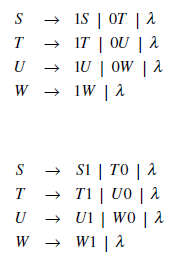 S → 1S | 0T | λ
T → 1T | 0U | λ
U → 1U | 0W | λ
W → 1W | λ
S → S1 | T0 | λ
T → T1 | U0 | λ
U → U1 | W0 | λ
W → W1 | λ